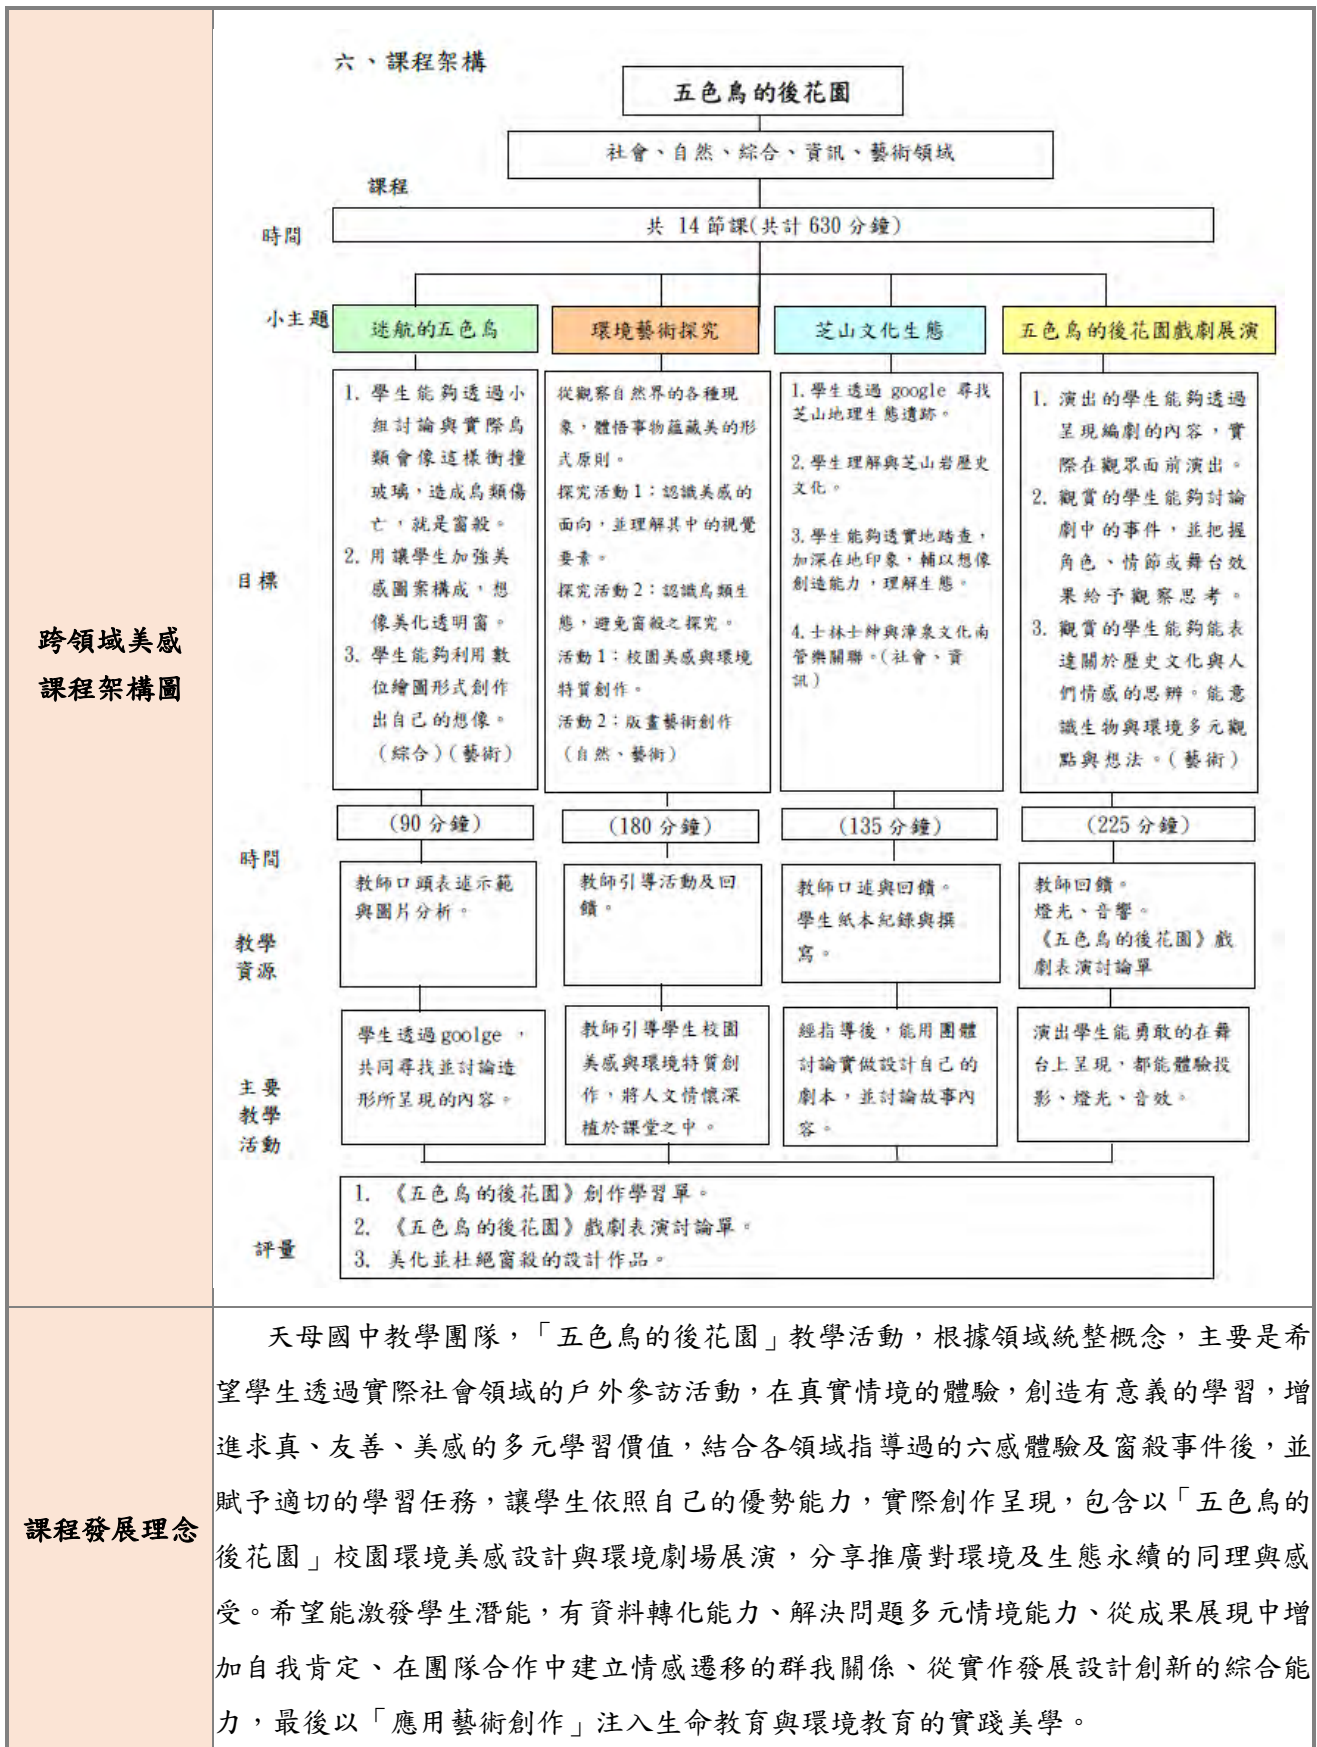 跨領域美感
課程架構圖
六、課程架構
五色鳥的後花園
社會、自然、綜合、資訊、藝術領域
課程
時間
共 14 節課(共計 630 分鐘)
小主題
迷航的五色鳥
環境藝術探究
芝山文化生態
五色鳥的後花園戲劇展演
目標
1. 學生能夠透過小
組討論與實際鳥
類會像這樣衝撞
玻璃，造成鳥類傷
亡，就是窗殺。
2. 用讓學生加強美
感圖案構成，想
像美化透明窗。
3. 學生能夠利用數
位繪圖形式創作
出自己的想像。
(綜合)(藝術)
從觀察自然界的各種現
象，體悟事物蘊藏美的形
式原則。
探究活動1：認識美感的
面向，並理解其中的視覺
要素。
探究活動2：認識鳥類生
態，避免窗殺之探究。
活動1：校園美感與環境
特質創作。
活動2：版畫藝術創作
(自然、藝術)
1. 學生透過 google 尋找
芝山地理生態遺跡。
2. 學生理解與芝山岩歷史
文化。
3. 學生能夠透實地踏查，
加深在地印象，輔以想像
創造能力，理解生態。
4. 士林士紳與漳泉文化南
管樂關聯。(社會、資
訊)
1. 演出的學生能夠透過
呈現編劇的內容，實
際在觀眾面前演出。
2. 觀賞的學生能夠討論
劇中的事件，並把握
角色、情節或舞台效
果給予觀察思考。
3. 觀賞的學生能夠能表
達關於歷史文化與人
們情感的思辨。能意
識生物與環境多元觀
點與想法。(藝術)
時間
(90 分鐘)
(180 分鐘)
(135 分鐘)
(225 分鐘)
教學
資源
教師口頭表述示範
與圖片分析。
教師引導活動及回
饋。
教師口述與回饋。
學生紙本紀錄與撰
寫。
教師回饋。
燈光、音響。
《五色鳥的後花園》戲
劇表演討論單
主要
教學
活動
學生透過goolge，
共同尋找並討論造
形所呈現的內容。
教師引導學生校園
美感與環境特質創
作，將人文情懷深
植於課堂之中。
經指導後，能用團體
討論實做設計自己的
劇本，並討論故事內
容。
演出學生能勇敢的在舞
台上呈現，都能體驗投
影、燈光、音效。
評量
1. 《五色鳥的後花園》創作學習單。
2. 《五色鳥的後花園》戲劇表演討論單。
3. 美化並杜絕窗殺的設計作品。
課程發展理念
天母國中教學團隊，「五色鳥的後花園」教學活動，根據領域統整概念，主要是希
望學生透過實際社會領域的戶外參訪活動，在真實情境的體驗，創造有意義的學習，增
進求真、友善、美感的多元學習價值，結合各領域指導過的六感體驗及窗殺事件後，並
賦予適切的學習任務，讓學生依照自己的優勢能力，實際創作呈現，包含以「五色鳥的
後花園」校園環境美感設計與環境劇場展演，分享推廣對環境及生態永續的同理與感
受。希望能激發學生潛能，有資料轉化能力、解決問題多元情境能力、從成果展現中增
加自我肯定、在團隊合作中建立情感遷移的群我關係、從實作發展設計創新的綜合能
力，最後以「應用藝術創作」注入生命教育與環境教育的實踐美學。